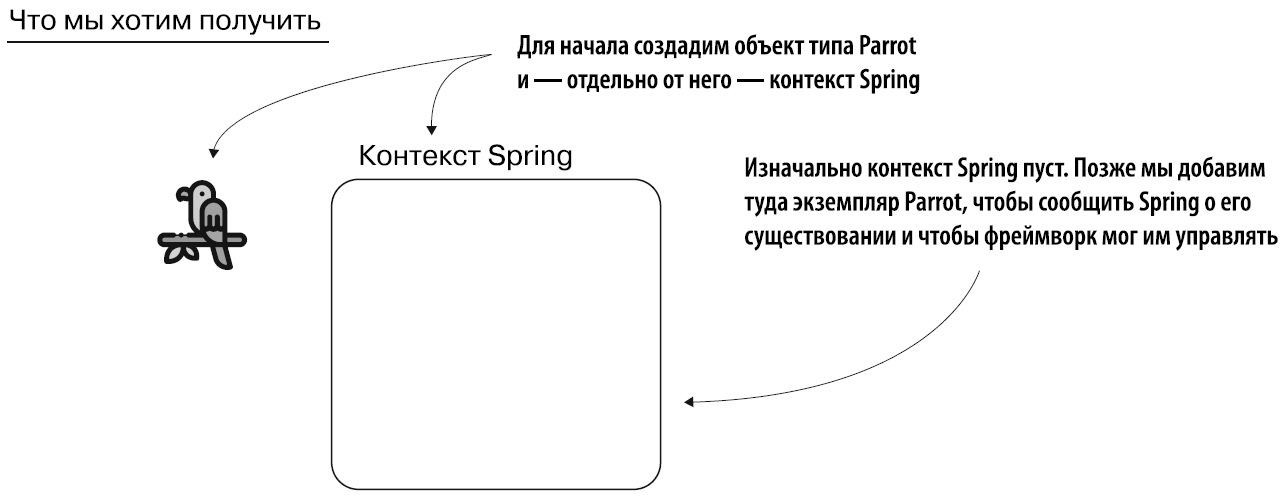 Что мы хотим получить
Для начала создадим объект типа Parrot
и — отдельно от него — контекст Spring
Контекст Spring
Изначально контекст Spring пуст. Позже мы добавим
туда экземпляр Parrot, чтобы сообщить Spring о его
существовании и чтобы фреймворк мог им управлять